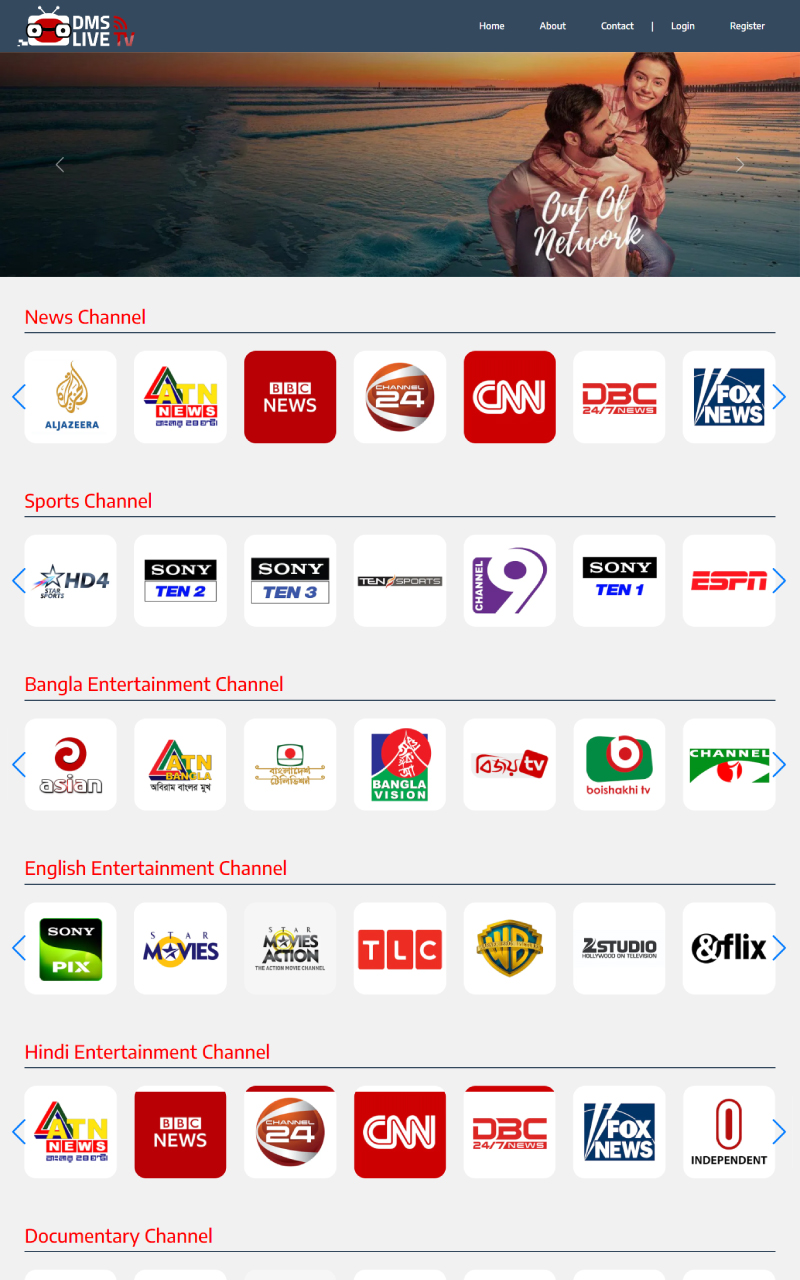 DMS
LIVE TV
Home
About
Contact
|
Login
Register
Out Of
Network
News Channel
ALJAZEERA
ATN
NEWS
বাংলার ২৪ ঘন্টা
BBC
NEWS
CHANNEL
24
CNN
DBC
24/7 NEWS
FOX
NEWS
Sports Channel
HD4
STAR
SPORTS
SONY
TEN 2
SONY
TEN 3
TEN SPORTS
CHANNEL
9
SONY
TEN 1
ESPN
Bangla Entertainment Channel
asian
ATN
BANGLA
অবিরাম বাংলার মুখ
বাংলাদেশ
টেলিভিশন
BANGLA
VISION
বিজয় tv
boishakhi tv
CHANNEL
English Entertainment Channel
SONY
PIX
STAR
MOVIES
STAR
MOVIES
ACTION
THE ACTION MOVIE CHANNEL
TLC
WB
Z STUDIO
HOLLYWOOD ON TELEVISION
&flix
Hindi Entertainment Channel
ATN
NEWS
বাংলার ২৪ ঘন্টা
BBC
NEWS
CHANNEL
24
CNN
DBC
24/7 NEWS
FOX
NEWS
INDEPENDENT
Documentary Channel